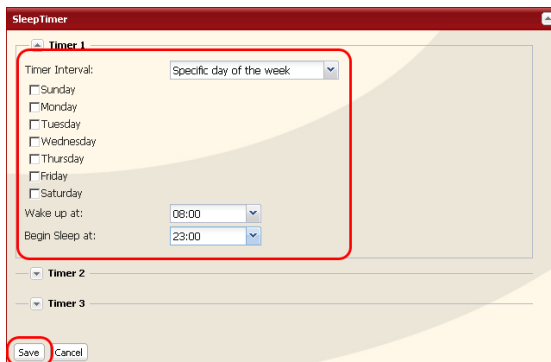 SleepTimer
Timer 1
Timer Interval: Specific day of the week
Sunday
Monday
Tuesday
Wednesday
Thursday
Friday
Saturday
Wake up at: 08:00
Begin Sleep at: 23:00
Timer 2
Timer 3
Save Cancel